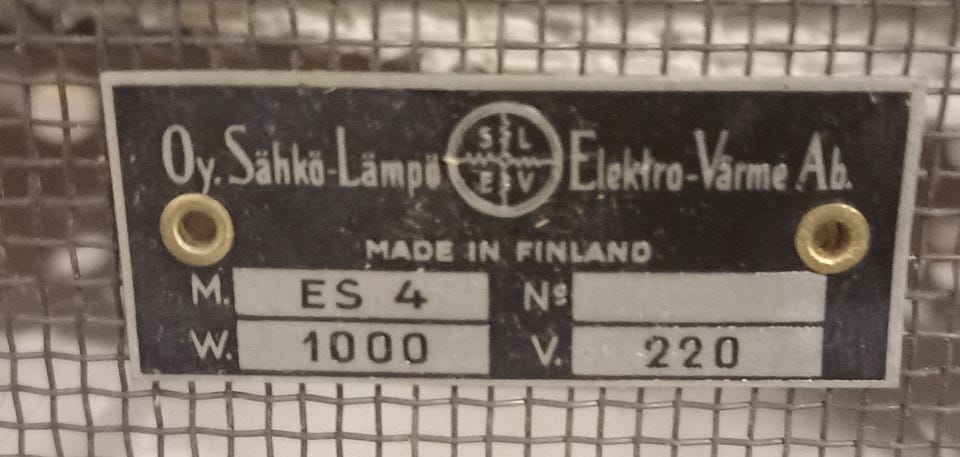 Oy. Sähkö-Lämpö S L E V Elektro-Värme Ab.
MADE IN FINLAND
M. ES 4 Nº
W. 1000 V. 220